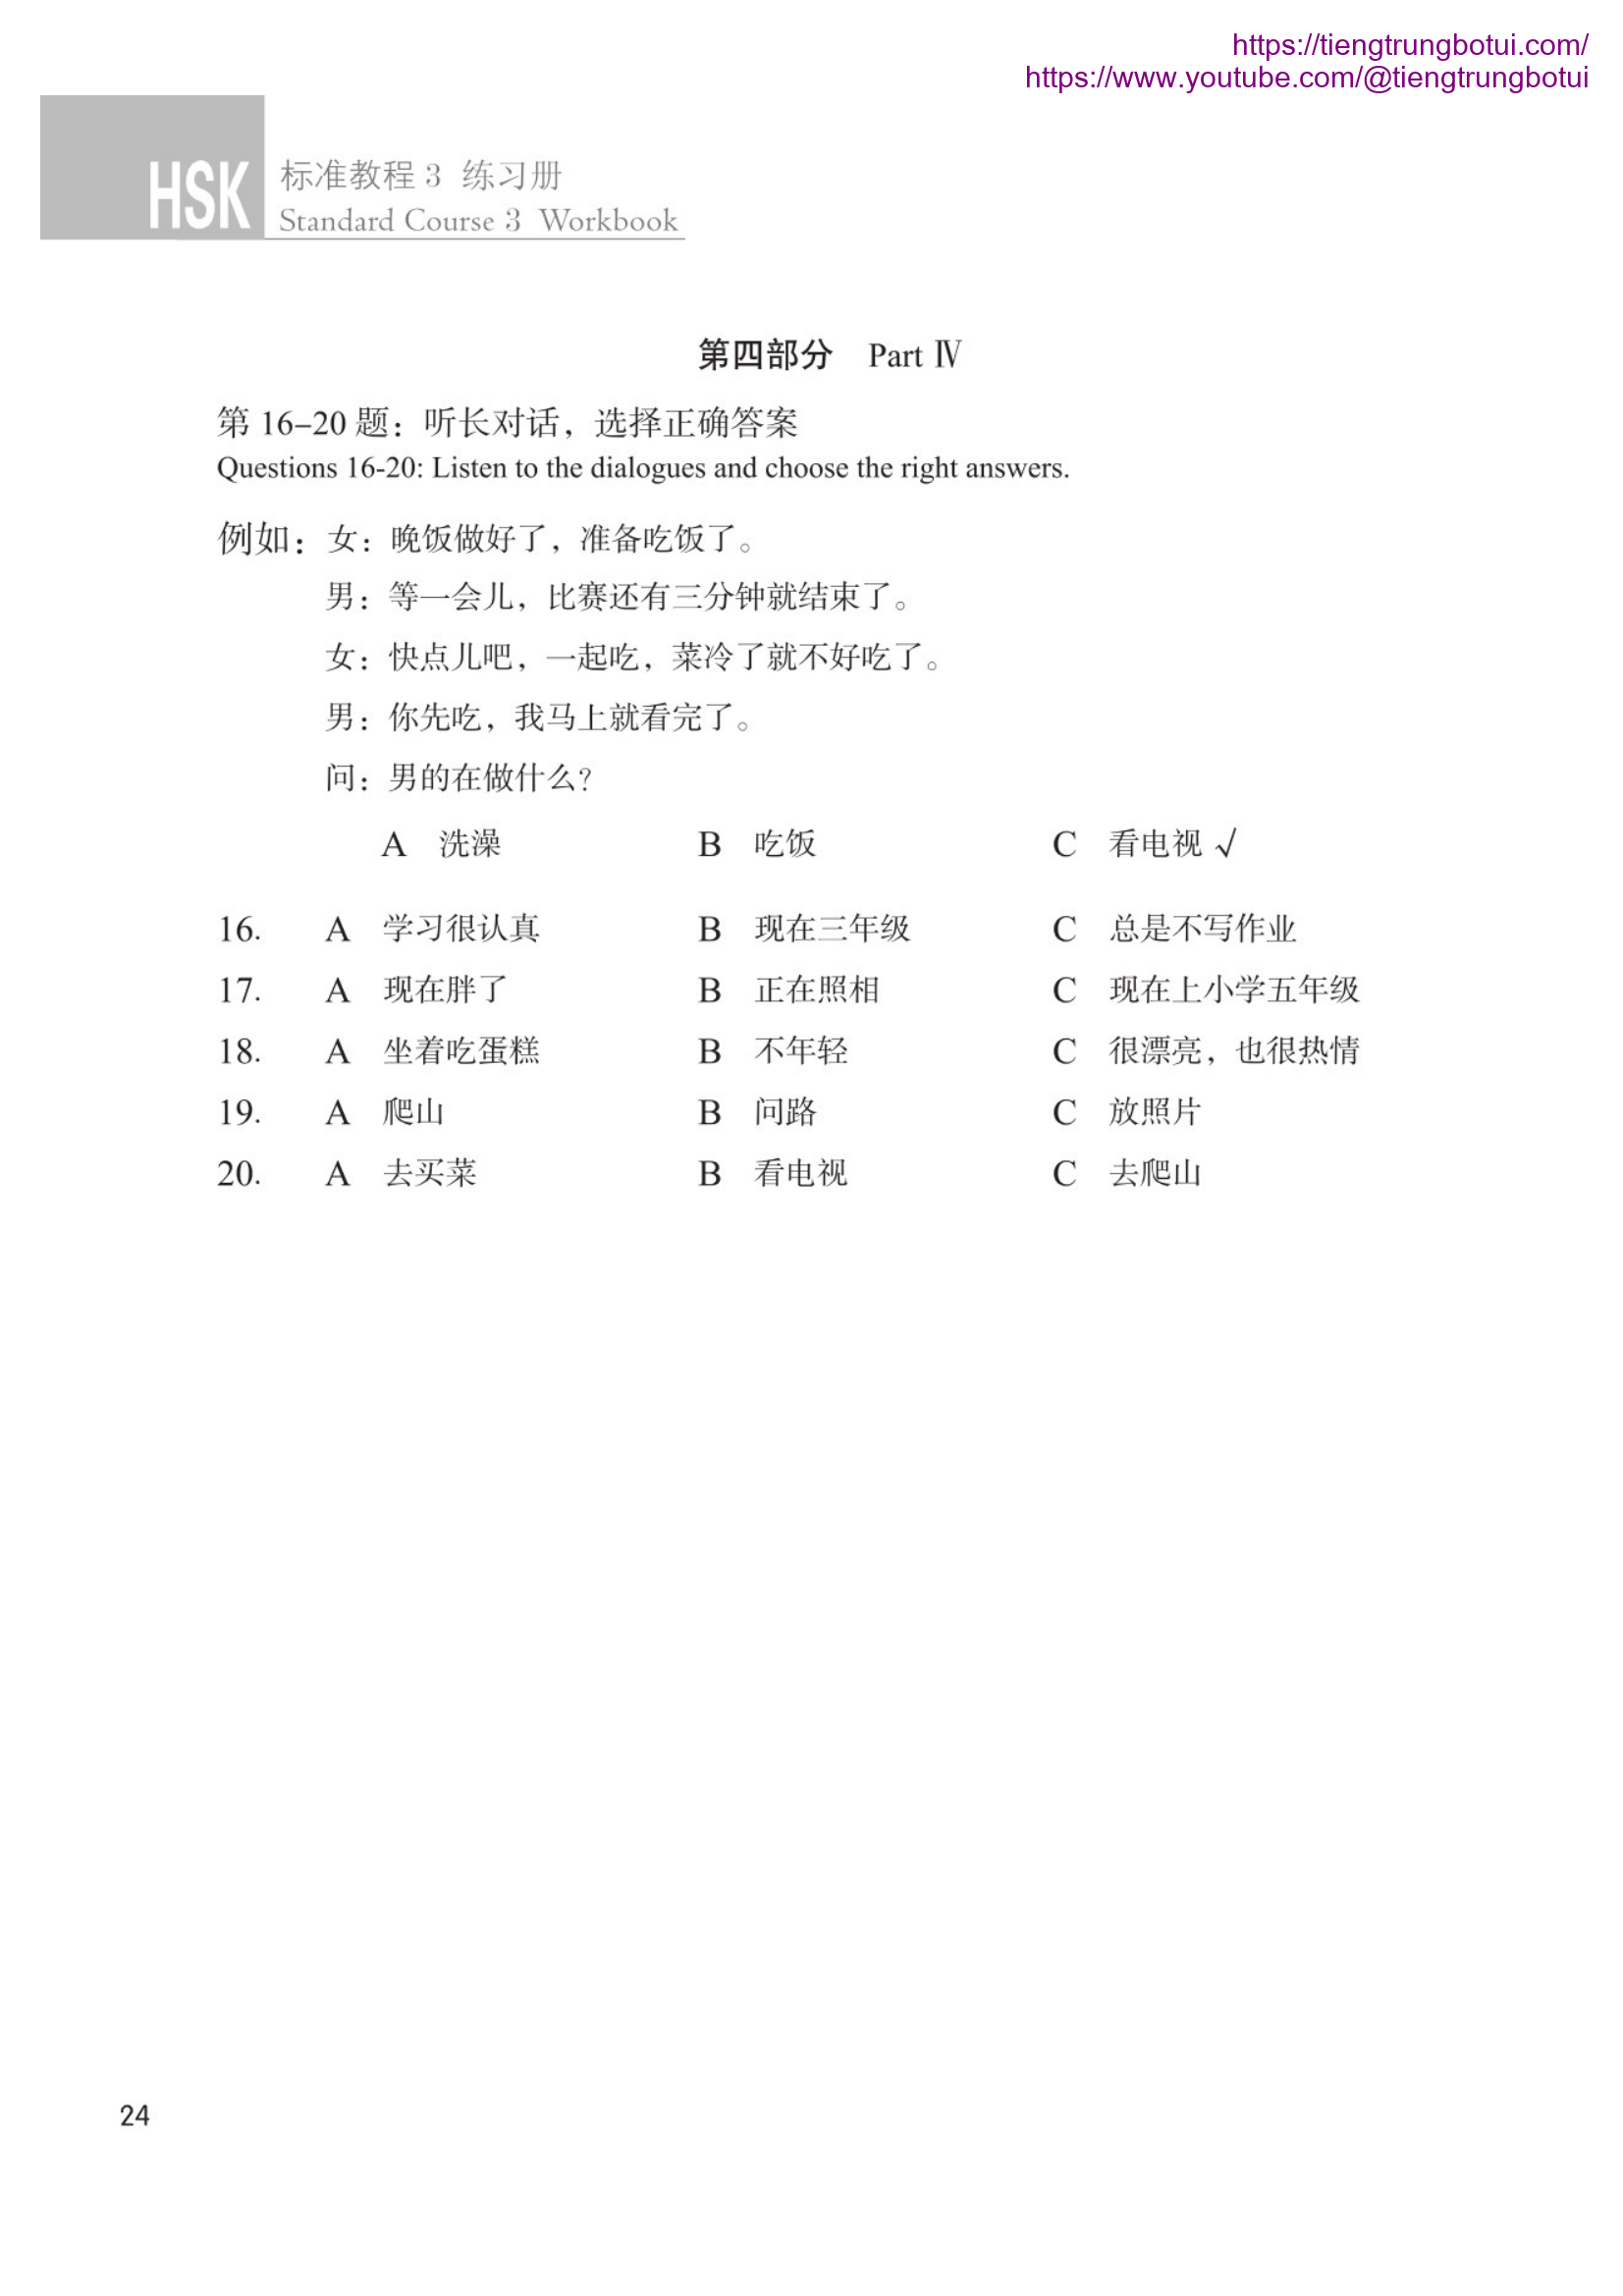 https://tiengtrungbotui.com/
https://www.youtube.com/@tiengtrungbotui
HSK 标准教程 3 练习册
Standard Course 3 Workbook
第四部分 Part Ⅳ
第 16–20 题：听长对话，选择正确答案
Questions 16-20: Listen to the dialogues and choose the right answers.
例如：女：晚饭做好了，准备吃饭了。
男：等一会儿，比赛还有三分钟就结束了。
女：快点儿吧，一起吃，菜冷了就不好吃了。
男：你先吃，我马上就看完了。
问：男的在做什么？
A 洗澡 B 吃饭 C 看电视 √
16. A 学习很认真 B 现在三年级 C 总是不写作业
17. A 现在胖了 B 正在照相 C 现在上小学五年级
18. A 坐着吃蛋糕 B 不年轻 C 很漂亮，也很热情
19. A 爬山 B 问路 C 放照片
20. A 去买菜 B 看电视 C 去爬山
24